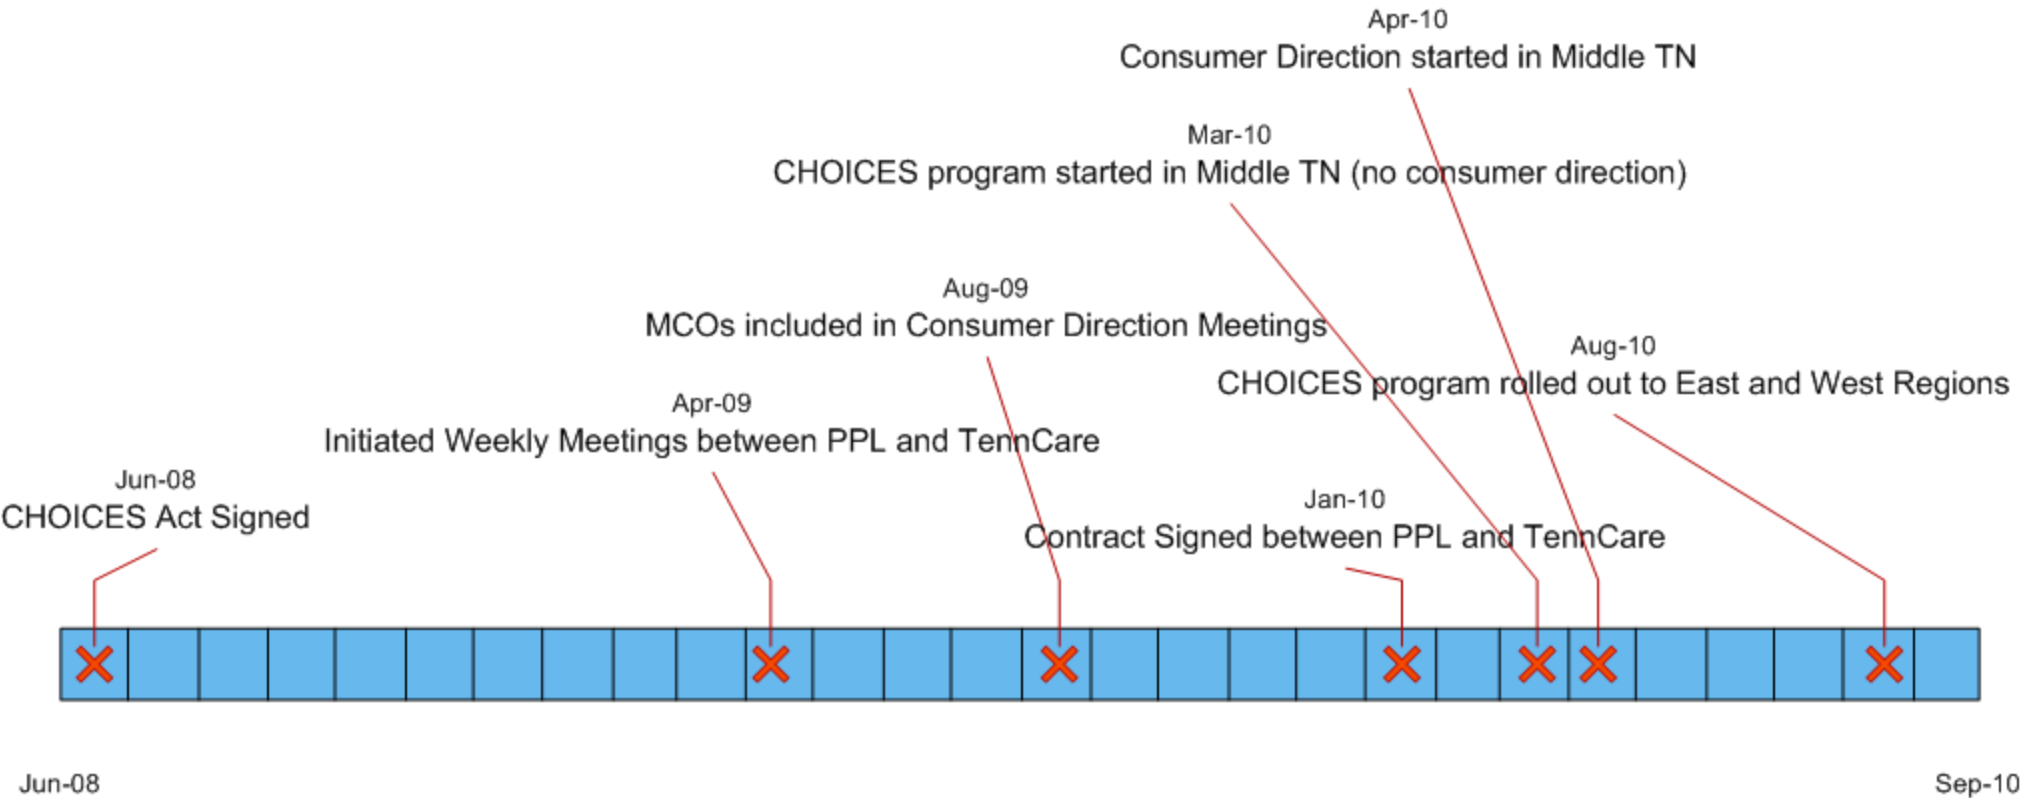 Apr-10
Consumer Direction started in Middle TN
Mar-10
CHOICES program started in Middle TN (no consumer direction)
Aug-09
MCOs included in Consumer Direction Meetings
Aug-10
CHOICES program rolled out to East and West Regions
Apr-09
Initiated Weekly Meetings between PPL and TennCare
Jun-08
CHOICES Act Signed
Jan-10
Contract Signed between PPL and TennCare
Jun-08
Sep-10